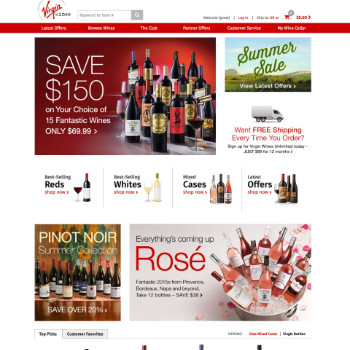 Virgin
WINES
Keyword or Item #
Welcome (guest)
Ship to:
$0.00
Latest Offers
Browse Wines
The Club
Partner Offers
Customer Service
My Wine Cellar
SAVE
$150
on Your Choice of
15 Fantastic Wines
ONLY $69.99 >
Summer
Sale
View Latest Offers >
Want FREE Shipping
Every Time You Order?
Sign up for Virgin Wines Unlimited today –
JUST $69 for 12 months >
Best-Selling
Reds
shop now >
Best-Selling
Whites
shop now >
Mixed
Cases
shop now >
Latest
Offers
shop now >
PINOT NOIR
Summer Collection
SAVE OVER 20% >
Everything's coming up
Rosé
Fantastic 2015s from Provence,
Bordeaux, Napa and beyond.
Take 12 bottles – SAVE $38 >
Top Picks
Customer Favorites
VIEWING:
View Mixed Cases
| Single Bottles